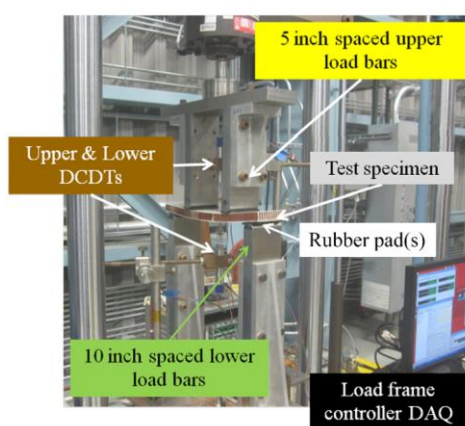 5 inch spaced upper
load bars
Upper & Lower
DCDTs
Test specimen
Rubber pad(s)
10 inch spaced lower
load bars
Load frame
controller DAQ